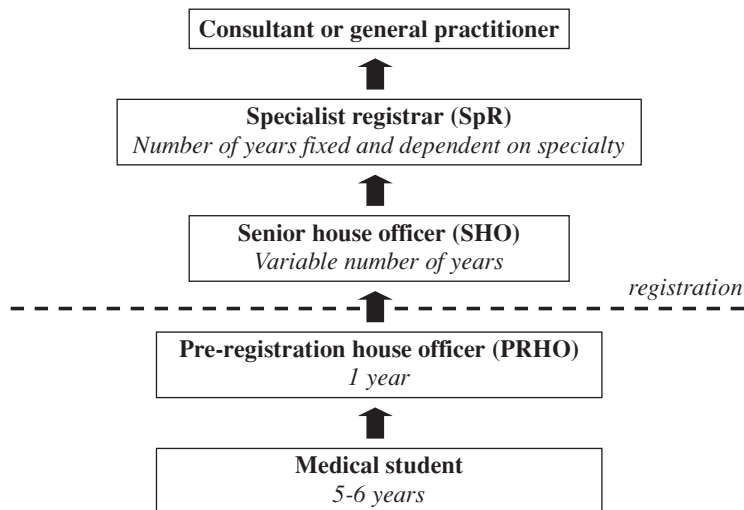 Consultant or general practitioner
Specialist registrar (SpR)
Number of years fixed and dependent on specialty
Senior house officer (SHO)
Variable number of years
registration
Pre-registration house officer (PRHO)
1 year
Medical student
5-6 years